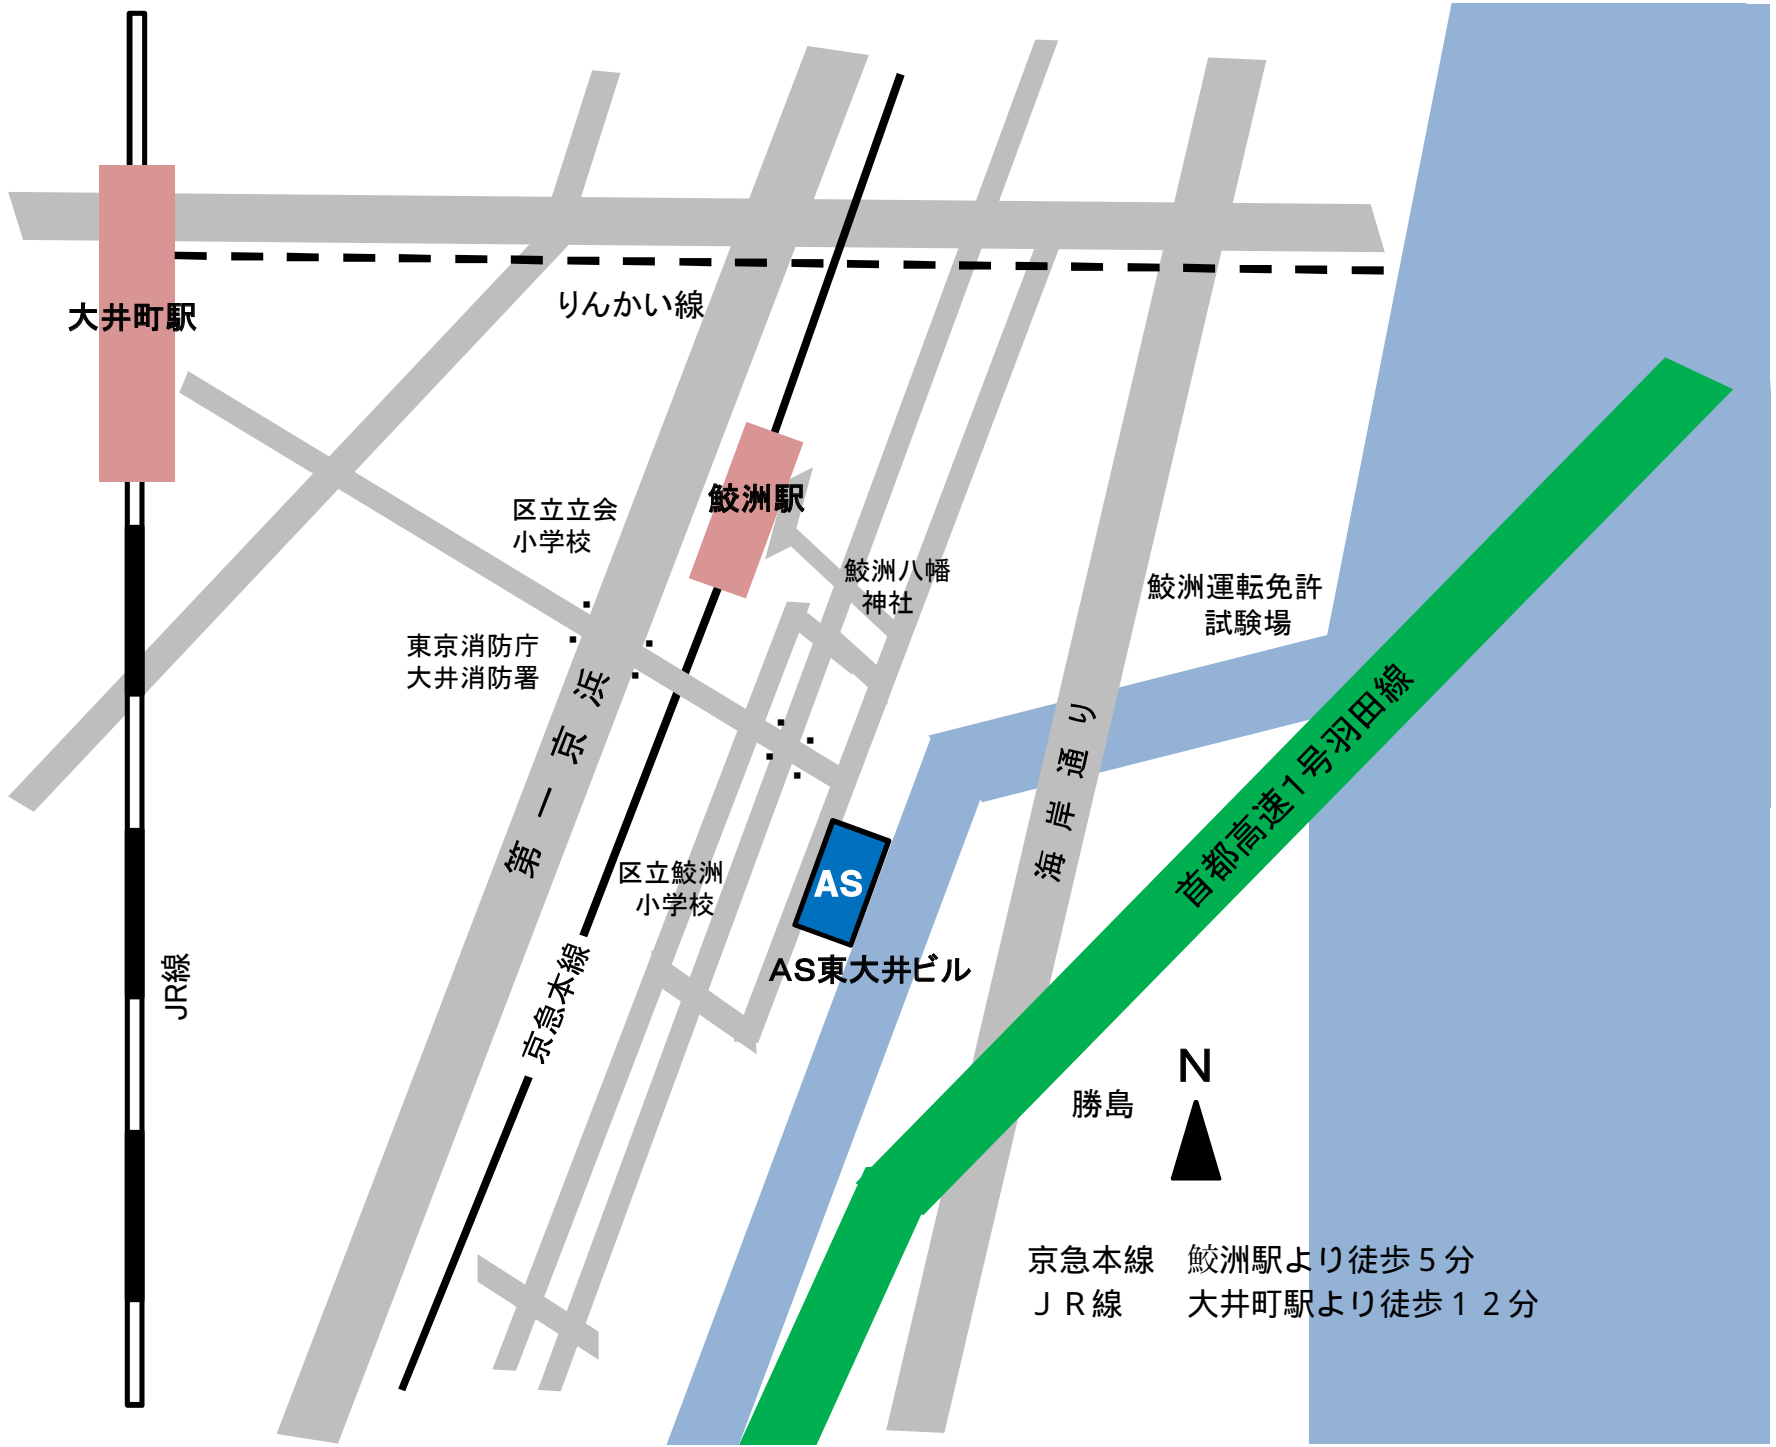 大井町駅
りんかい線
鮫洲駅
区立立会
小学校
鮫洲八幡
神社
鮫洲運転免許
試験場
東京消防庁
大井消防署
第一京浜
海岸通り
首都高速1号羽田線
区立鮫洲
小学校
AS
AS東大井ビル
京急本線
JR線
N
勝島
京急本線　鮫洲駅より徒歩5分
ＪＲ線　　大井町駅より徒歩12分